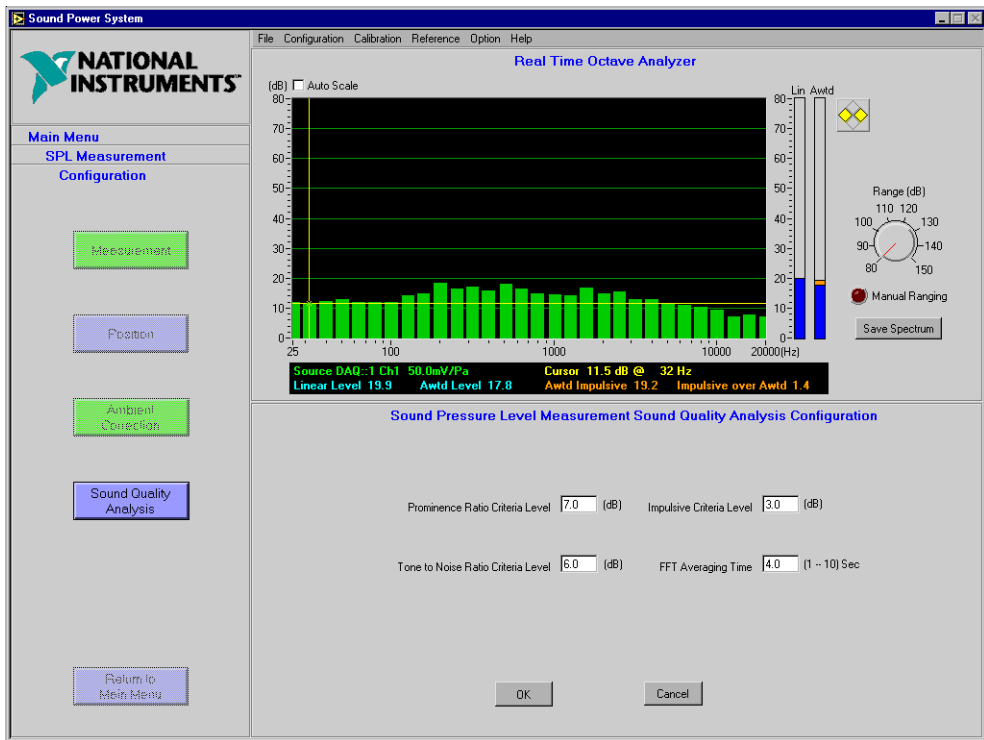 Sound Power System
NATIONAL
INSTRUMENTS
Main Menu
SPL Measurement
Configuration
Measurement
Position
Ambient
Correction
Sound Quality
Analysis
Return to
Main Menu
File Configuration Calibration Reference Option Help
Real Time Octave Analyzer
(dB) Auto Scale
80
70
60
50
40
30
20
10
0
25 100 1000 10000 20000(Hz)
Lin Awtd
80
70
60
50
40
30
20
10
0
Range (dB)
110 120
100 130
90 140
80 150
Manual Ranging
Save Spectrum
Source DAQ::1 Ch1 50.0mV/Pa Cursor 11.5 dB @ 32 Hz
Linear Level 19.9 Awtd Level 17.8 Awtd Impulsive 19.2 Impulsive over Awtd 1.4
Sound Pressure Level Measurement Sound Quality Analysis Configuration
Prominence Ratio Criteria Level 7.0 (dB) Impulsive Criteria Level 3.0 (dB)
Tone to Noise Ratio Criteria Level 6.0 (dB) FFT Averaging Time 4.0 (1 -- 10) Sec
OK Cancel